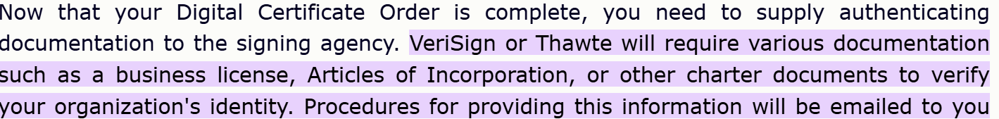 Now that your Digital Certificate Order is complete, you need to supply authenticating
documentation to the signing agency. VeriSign or Thawte will require various documentation
such as a business license, Articles of Incorporation, or other charter documents to verify
your organization's identity. Procedures for providing this information will be emailed to you